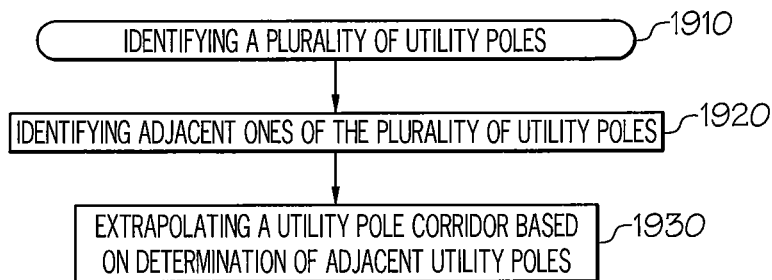 IDENTIFYING A PLURALITY OF UTILITY POLES
1910
IDENTIFYING ADJACENT ONES OF THE PLURALITY OF UTILITY POLES
1920
EXTRAPOLATING A UTILITY POLE CORRIDOR BASED
ON DETERMINATION OF ADJACENT UTILITY POLES
1930